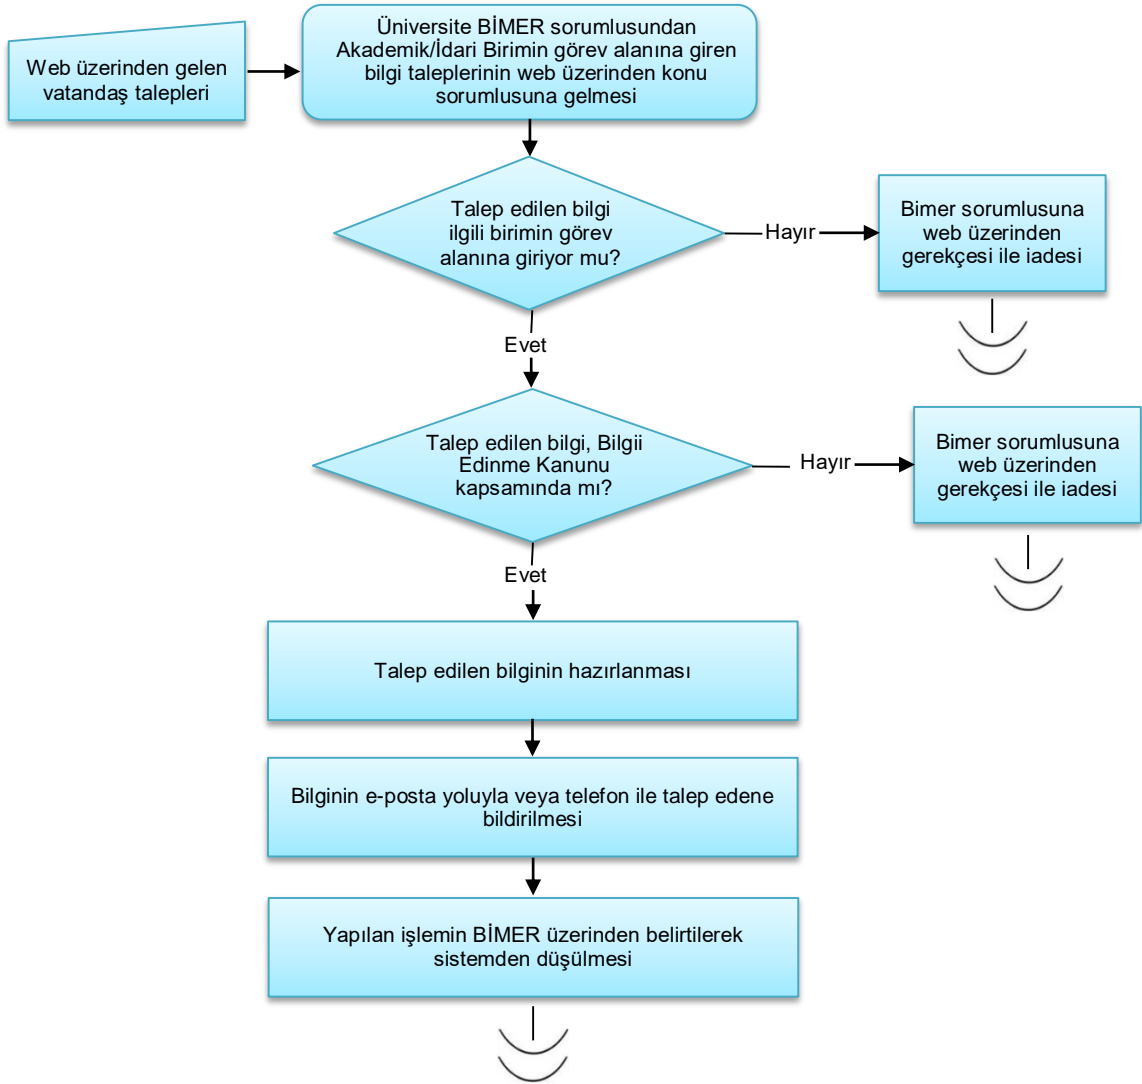 Web üzerinden gelen
vatandaş talepleri
Üniversite BİMER sorumlusundan
Akademik/İdari Birimin görev alanına giren
bilgi taleplerinin web üzerinden konu
sorumlusuna gelmesi
Talep edilen bilgi
ilgili birimin görev
alanına giriyor mu?
Hayır
Bimer sorumlusuna
web üzerinden
gerekçesi ile iadesi
Evet
Talep edilen bilgi, Bilgii
Edinme Kanunu
kapsamında mı?
Hayır
Bimer sorumlusuna
web üzerinden
gerekçesi ile iadesi
Evet
Talep edilen bilginin hazırlanması
Bilginin e-posta yoluyla veya telefon ile talep edene
bildirilmesi
Yapılan işlemin BİMER üzerinden belirtilerek
sistemden düşülmesi